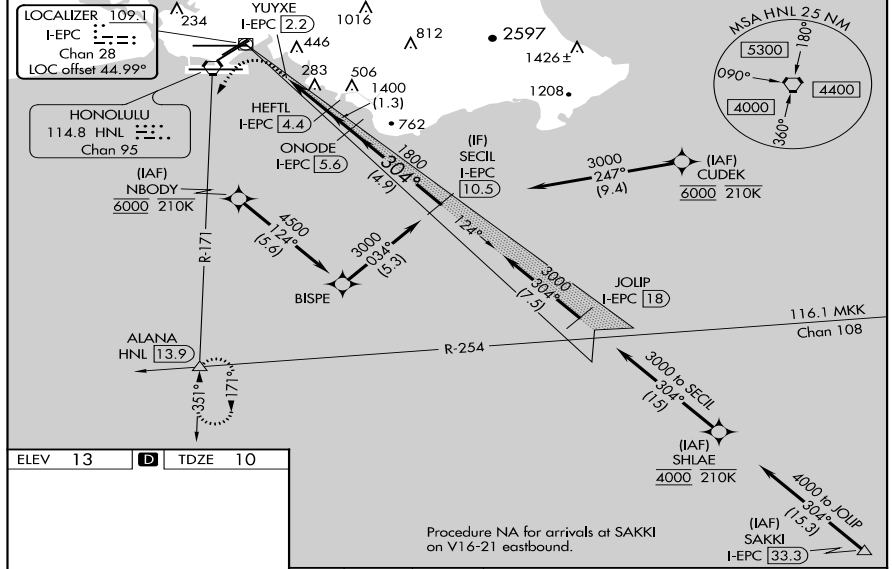 LOCALIZER 109.1
I-EPC
Chan 28
LOC offset 44.99°
234
YUYXE
I-EPC 2.2
1016
446
812
2597
1426±
1208
MSA HNL 25 NM
5300
180°
090°
4400
4000
360°
283
506
1400
(1.3)
762
HONOLULU
114.8 HNL
Chan 95
HEFTL
I-EPC 4.4
ONODE
I-EPC 5.6
1800
304°
(4.9)
(IF)
SECIL
I-EPC
10.5
3000
247°
(9.4)
(IAF)
CUDEK
6000 210K
(IAF)
NBODY
6000 210K
4500
124°
(5.6)
BISPE
3000
034°
(5.3)
R-171
124°
3000
304°
(7.5)
JOLIP
I-EPC 18
116.1 MKK
Chan 108
R-254
ALANA
HNL 13.9
351°
171°
3000 to SECIL
304°
(15)
(IAF)
SHLAE
4000 210K
4000 to JOLIP
304°
(15.3)
(IAF)
SAKKI
I-EPC 33.3
Procedure NA for arrivals at SAKKI
on V16-21 eastbound.
ELEV 13 D TDZE 10